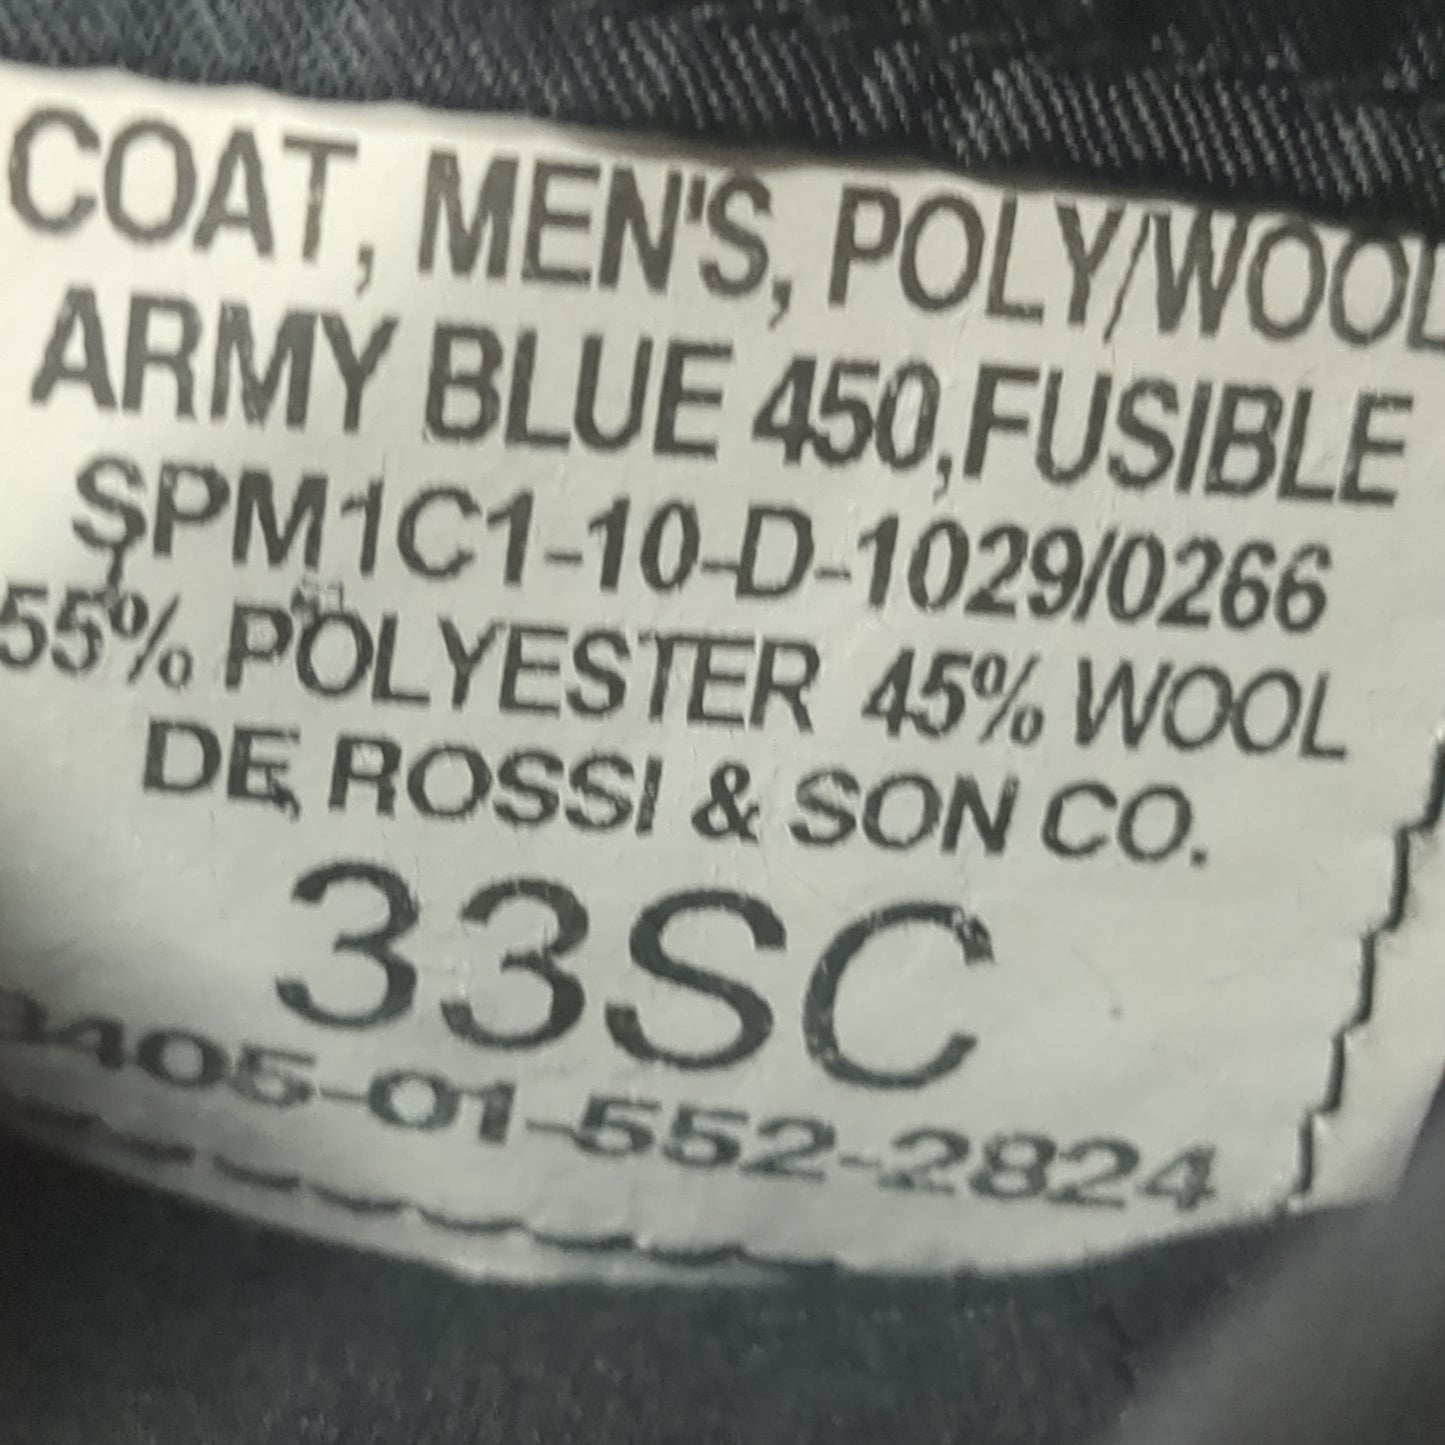 COAT, MEN'S, POLY/WOOL
ARMY BLUE 450,FUSIBLE
SPM1C1-10-D-1029/0266
55% POLYESTER 45% WOOL
DE ROSSI & SON CO.
33SC
8405-01-552-2824